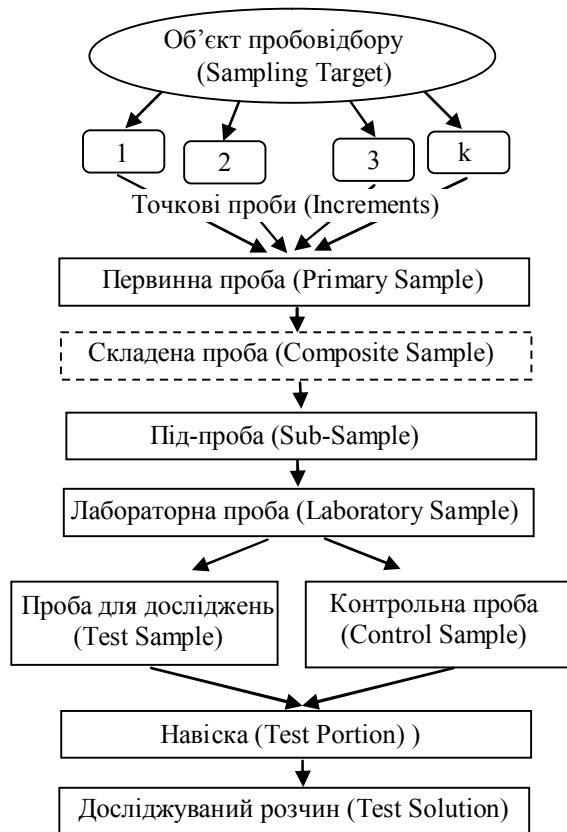 Об’єкт пробовідбору
(Sampling Target)
1
2
3
k
Точкові проби (Increments)
Первинна проба (Primary Sample)
Складена проба (Composite Sample)
Під-проба (Sub-Sample)
Лабораторна проба (Laboratory Sample)
Проба для досліджень
(Test Sample)
Контрольна проба
(Control Sample)
Навіска (Test Portion) )
Досліджуваний розчин (Test Solution)